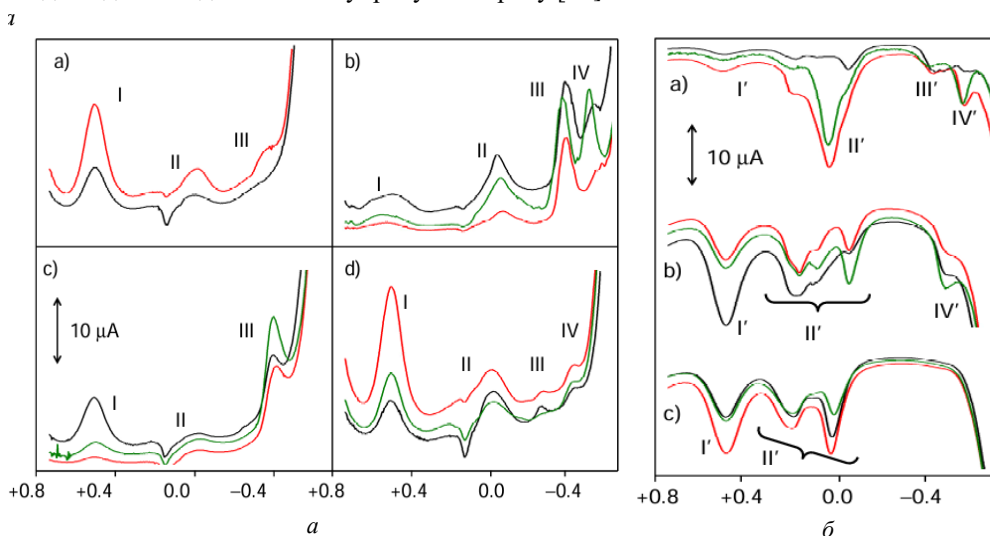 a)
I
II
III
b)
I
II
III
IV
c)
10 μA
I
II
III
d)
I
II
III
IV
+0.8 +0.4 0.0 −0.4 +0.8 +0.4 0.0 −0.4
а
a)
I′
II′
III′
IV′
10 μA
b)
I′
II′
IV′
c)
I′
II′
+0.8 +0.4 0.0 −0.4
б